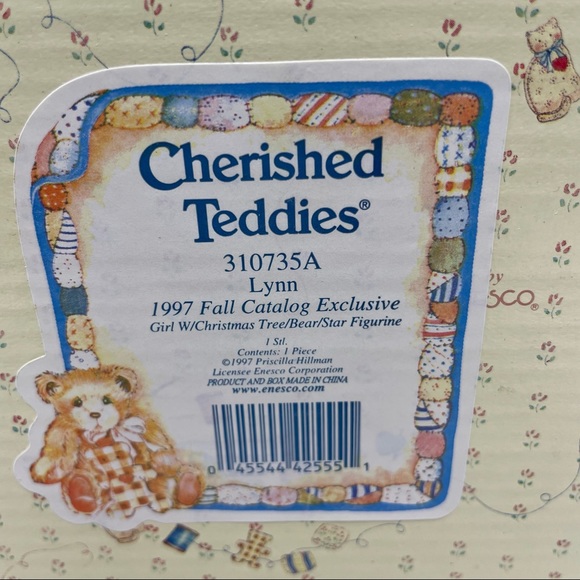 Cherished
Teddies®
310735A
Lynn
1997 Fall Catalog Exclusive
Girl W/Christmas Tree/Bear/Star Figurine
1 Stl.
Contents: 1 Piece
©1997 Priscilla Hillman
Licensee Enesco Corporation
PRODUCT AND BOX MADE IN CHINA
www.enesco.com
0 45544 42555 1
by